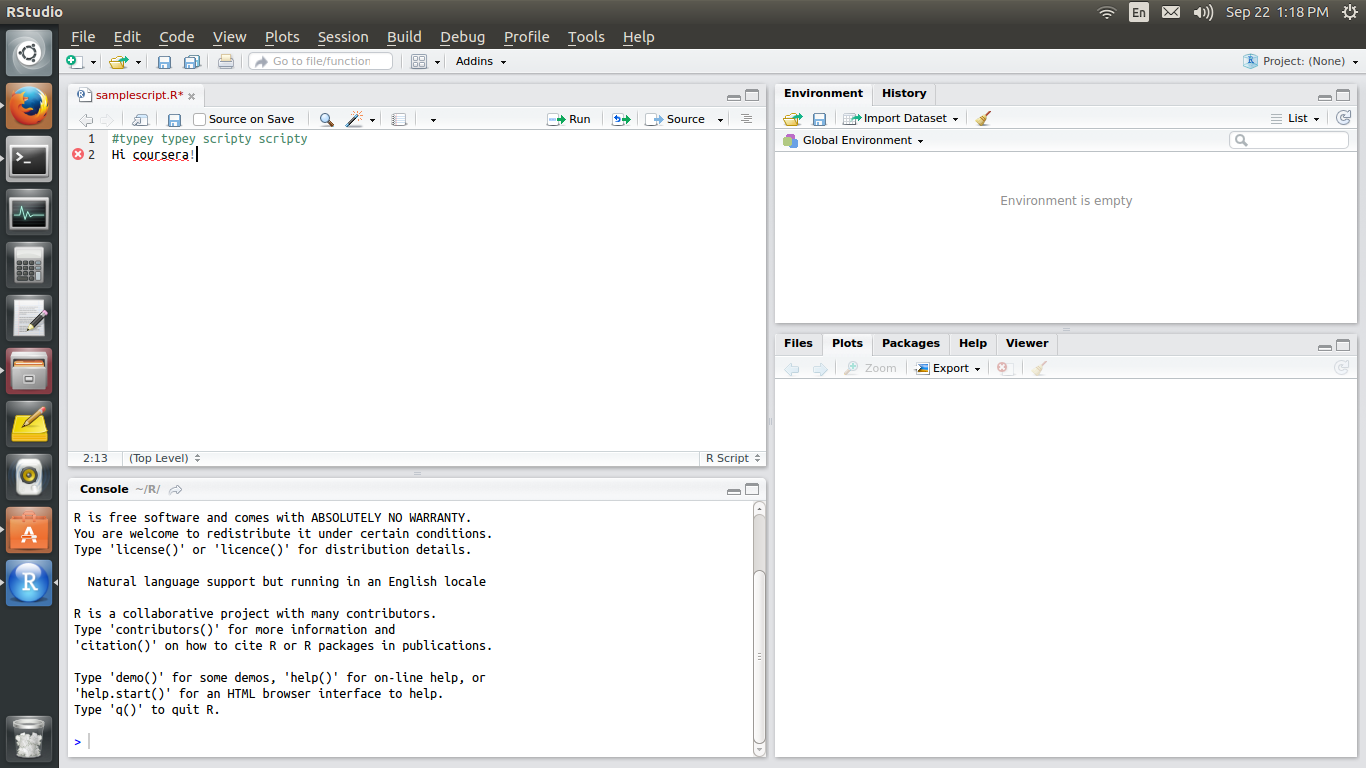 RStudio
En
Sep 22 1:18 PM
File Edit Code View Plots Session Build Debug Profile Tools Help
Go to file/function
Addins
Project: (None)
samplescript.R*
Source on Save
Run
Source
1 #typey typey scripty scripty
2 Hi coursera!
2:13
(Top Level)
R Script
Console ~/R/
R is free software and comes with ABSOLUTELY NO WARRANTY.
You are welcome to redistribute it under certain conditions.
Type 'license()' or 'licence()' for distribution details.
Natural language support but running in an English locale
R is a collaborative project with many contributors.
Type 'contributors()' for more information and
'citation()' on how to cite R or R packages in publications.
Type 'demo()' for some demos, 'help()' for on-line help, or
'help.start()' for an HTML browser interface to help.
Type 'q()' to quit R.
>
Environment History
Import Dataset
List
Global Environment
Environment is empty
Files Plots Packages Help Viewer
Zoom
Export